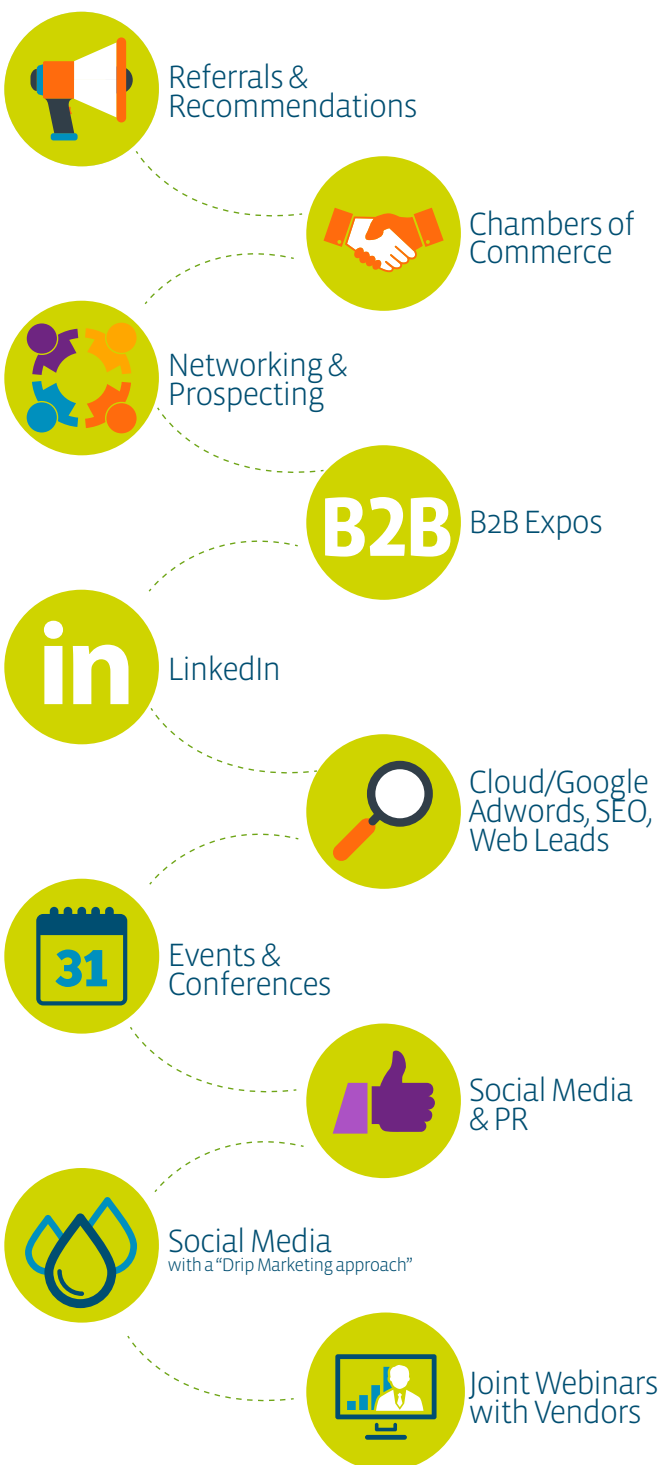 Referrals &
Recommendations
Chambers of
Commerce
Networking &
Prospecting
B2B
B2B Expos
in
LinkedIn
Cloud/Google
Adwords, SEO,
Web Leads
31
Events &
Conferences
Social Media
& PR
Social Media
with a “Drip Marketing approach”
Joint Webinars
with Vendors